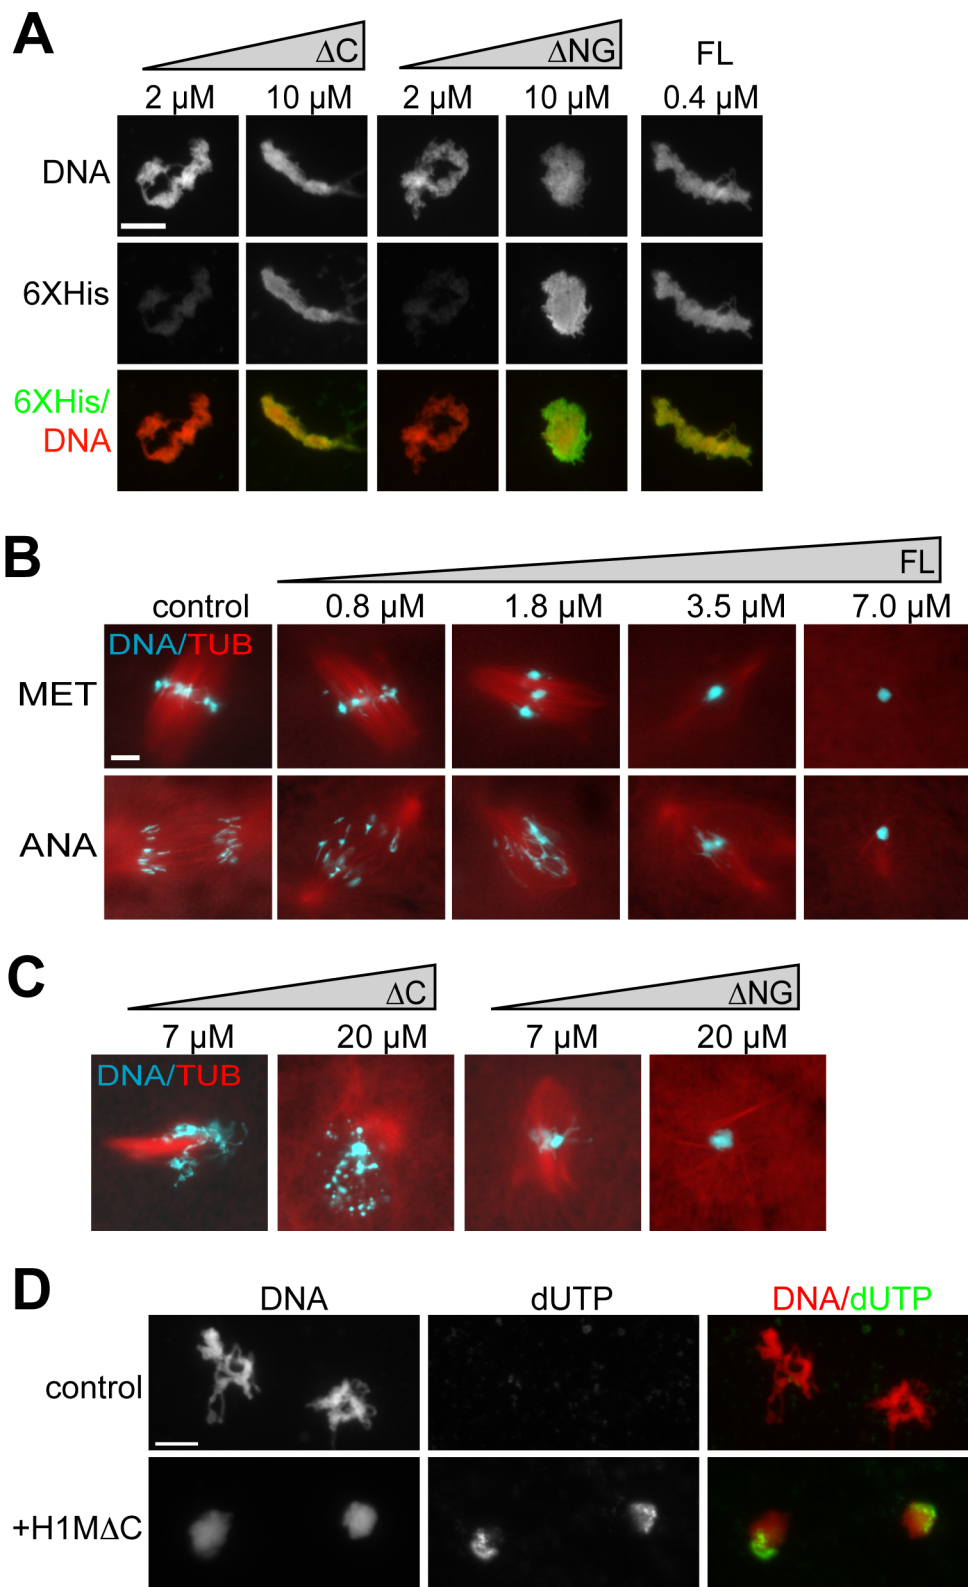 A
ΔC ΔNG FL
2 µM 10 µM 2 µM 10 µM 0.4 µM
DNA
6XHis
6XHis/
DNA
B
FL
control 0.8 µM 1.8 µM 3.5 µM 7.0 µM
DNA/TUB
MET
ANA
C
ΔC ΔNG
7 µM 20 µM 7 µM 20 µM
DNA/TUB
D
DNA dUTP DNA/dUTP
control
+H1MΔC